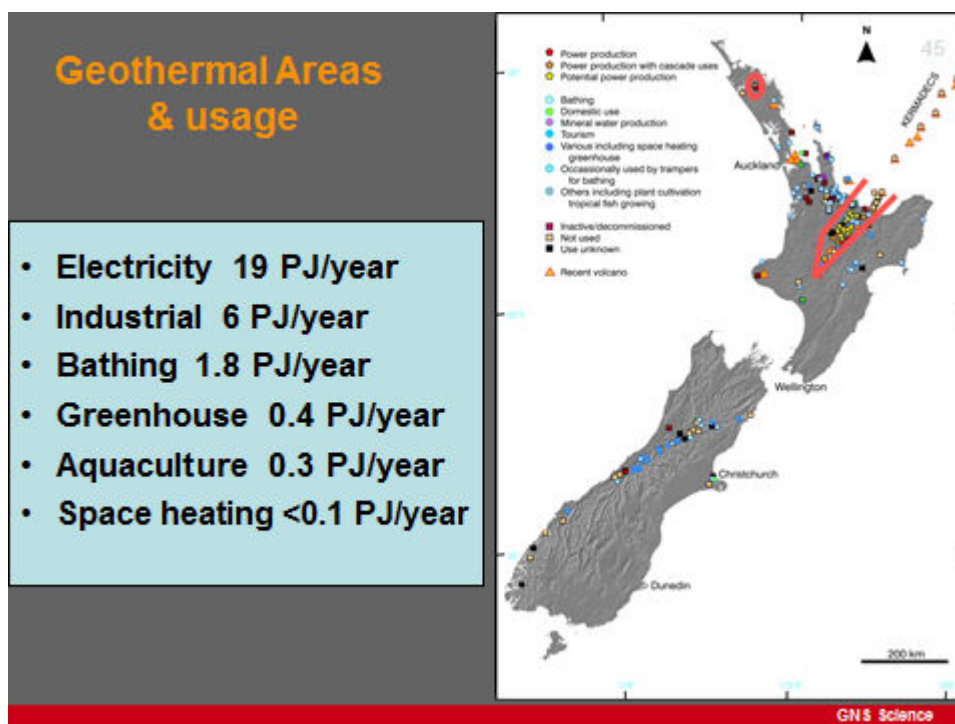 Geothermal Areas
& usage
• Electricity 19 PJ/year
• Industrial 6 PJ/year
• Bathing 1.8 PJ/year
• Greenhouse 0.4 PJ/year
• Aquaculture 0.3 PJ/year
• Space heating <0.1 PJ/year
45
N
Power production
Power production with cascade uses
Potential power production
Bathing
Domestic use
Mineral water production
Tourism
Various including space heating
greenhouse
Occasionally used by trampers
for bathing
Others including plant cultivation
tropical fish growing
Inactive/decommissioned
Not used
Use unknown
Recent volcano
KERMADECS
Auckland
Wellington
Christchurch
Dunedin
200 km
GNS Science